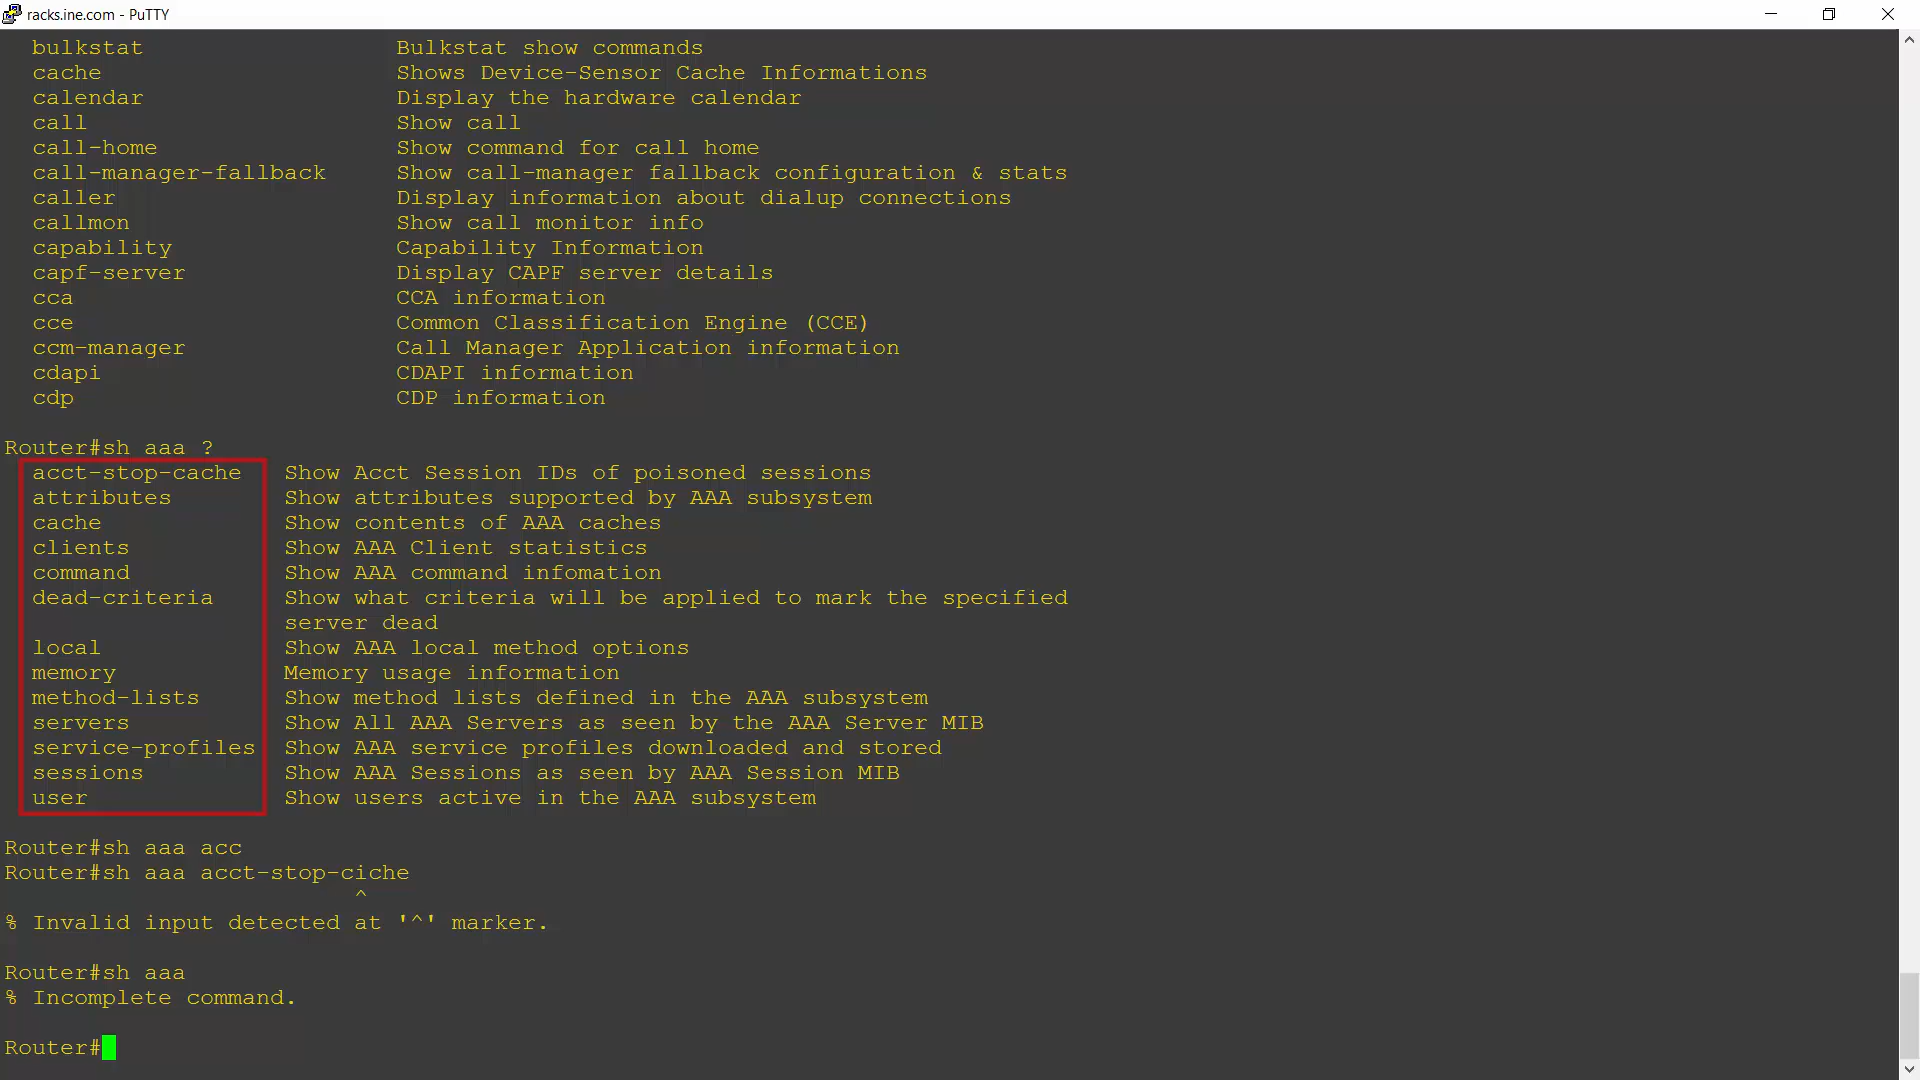 racks.ine.com - PuTTY
bulkstat Bulkstat show commands
cache Shows Device-Sensor Cache Informations
calendar Display the hardware calendar
call Show call
call-home Show command for call home
call-manager-fallback Show call-manager fallback configuration & stats
caller Display information about dialup connections
callmon Show call monitor info
capability Capability Information
capf-server Display CAPF server details
cca CCA information
cce Common Classification Engine (CCE)
ccm-manager Call Manager Application information
cdapi CDAPI information
cdp CDP information
Router#sh aaa ?
acct-stop-cache Show Acct Session IDs of poisoned sessions
attributes Show attributes supported by AAA subsystem
cache Show contents of AAA caches
clients Show AAA Client statistics
command Show AAA command infomation
dead-criteria Show what criteria will be applied to mark the specified
server dead
local Show AAA local method options
memory Memory usage information
method-lists Show method lists defined in the AAA subsystem
servers Show All AAA Servers as seen by the AAA Server MIB
service-profiles Show AAA service profiles downloaded and stored
sessions Show AAA Sessions as seen by AAA Session MIB
user Show users active in the AAA subsystem
Router#sh aaa acc
Router#sh aaa acct-stop-ciche
^
% Invalid input detected at '^' marker.
Router#sh aaa
% Incomplete command.
Router#